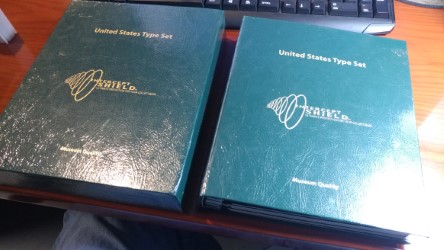 United States Type Set
INTERCEPT
SHIELD
Museum Quality
United States Type Set
INTERCEPT
SHIELD
Museum Quality